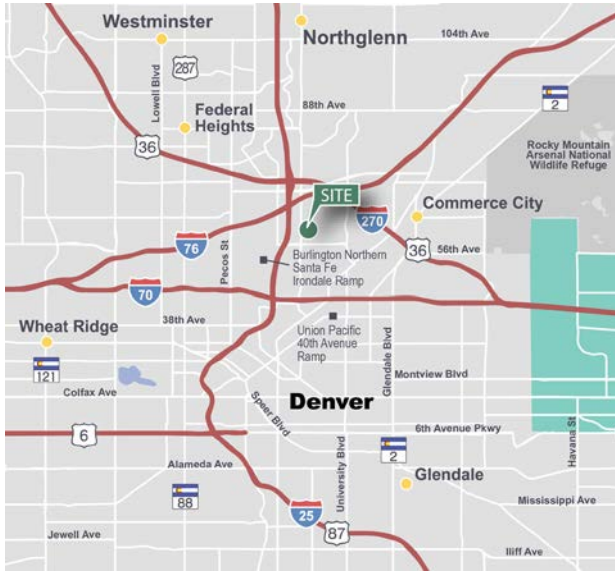 Westminster
Northglenn
104th Ave
287
Lowell Blvd
Federal
Heights
88th Ave
2
36
Rocky Mountain
Arsenal National
Wildlife Refuge
SITE
Commerce City
270
76
36
56th Ave
Pecos St
Burlington Northern
Santa Fe
Irondale Ramp
70
38th Ave
Union Pacific
40th Avenue
Ramp
Wheat Ridge
121
Glendale Blvd
Montview Blvd
Colfax Ave
Denver
Speer Blvd
6
6th Avenue Pkwy
Havana St
2
Alameda Ave
University Blvd
Glendale
88
Mississippi Ave
25
87
Jewell Ave
Iliff Ave